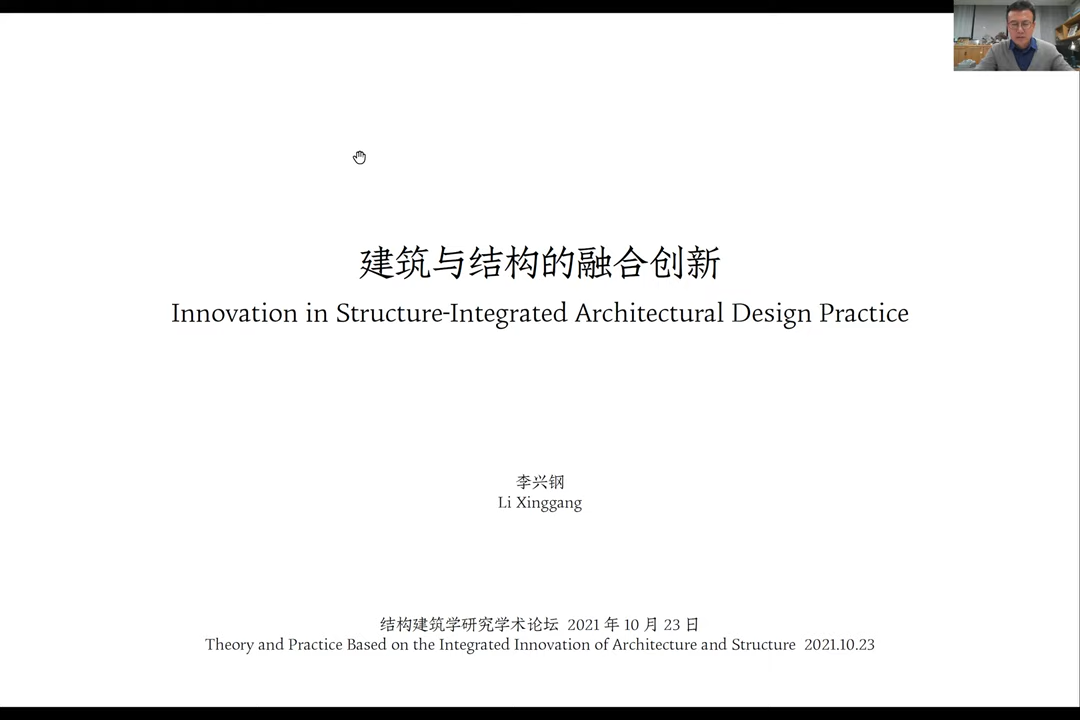 建筑与结构的融合创新
Innovation in Structure-Integrated Architectural Design Practice
李兴钢
Li Xinggang
结构建筑学研究学术论坛 2021 年 10 月 23 日
Theory and Practice Based on the Integrated Innovation of Architecture and Structure 2021.10.23